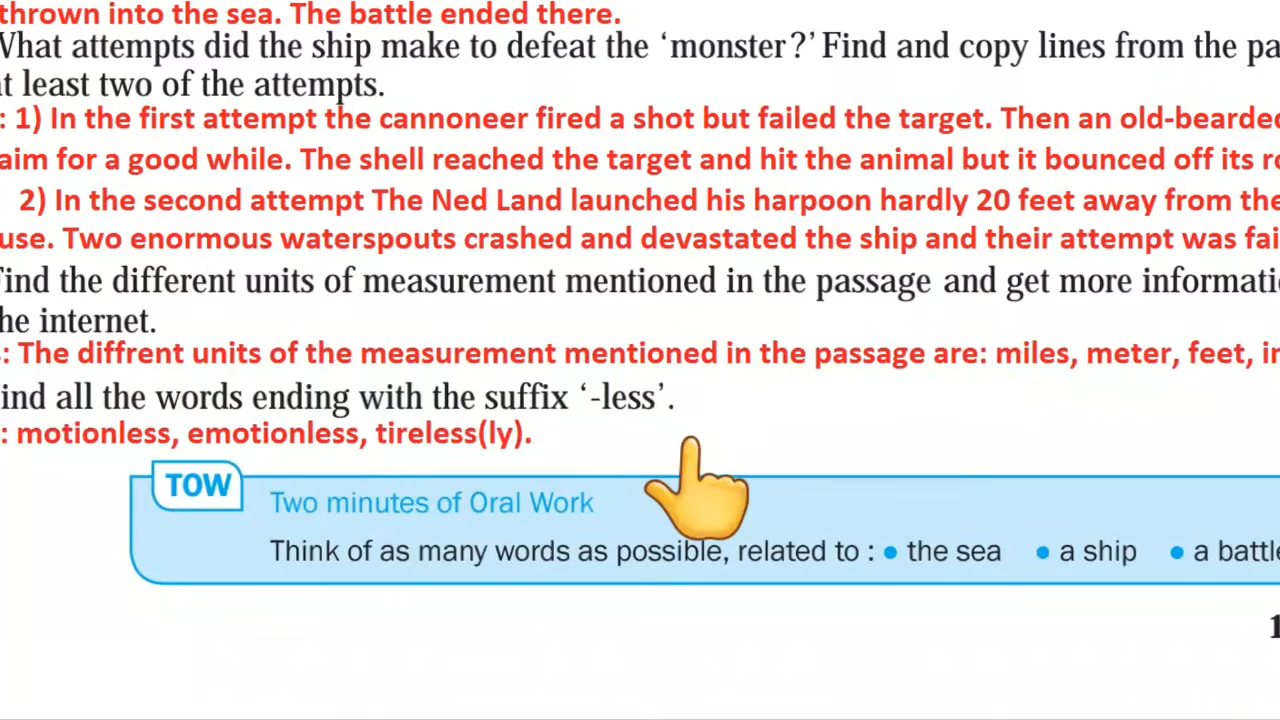 thrown into the sea. The battle ended there.
What attempts did the ship make to defeat the ‘monster?’ Find and copy lines from the pa
t least two of the attempts.
: 1) In the first attempt the cannoneer fired a shot but failed the target. Then an old-bearded
aim for a good while. The shell reached the target and hit the animal but it bounced off its ro
2) In the second attempt The Ned Land launched his harpoon hardly 20 feet away from the
use. Two enormous waterspouts crashed and devastated the ship and their attempt was fai
Find the different units of measurement mentioned in the passage and get more informati
he internet.
: The diffrent units of the measurement mentioned in the passage are: miles, meter, feet, in
ind all the words ending with the suffix ‘-less’.
: motionless, emotionless, tireless(ly).
TOW
Two minutes of Oral Work
Think of as many words as possible, related to : • the sea • a ship • a battle
1